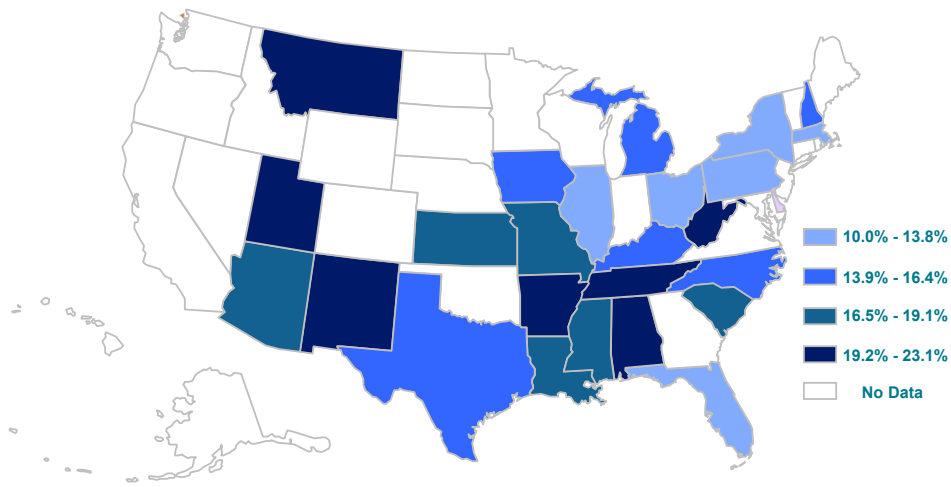 10.0% - 13.8%
13.9% - 16.4%
16.5% - 19.1%
19.2% - 23.1%
No Data